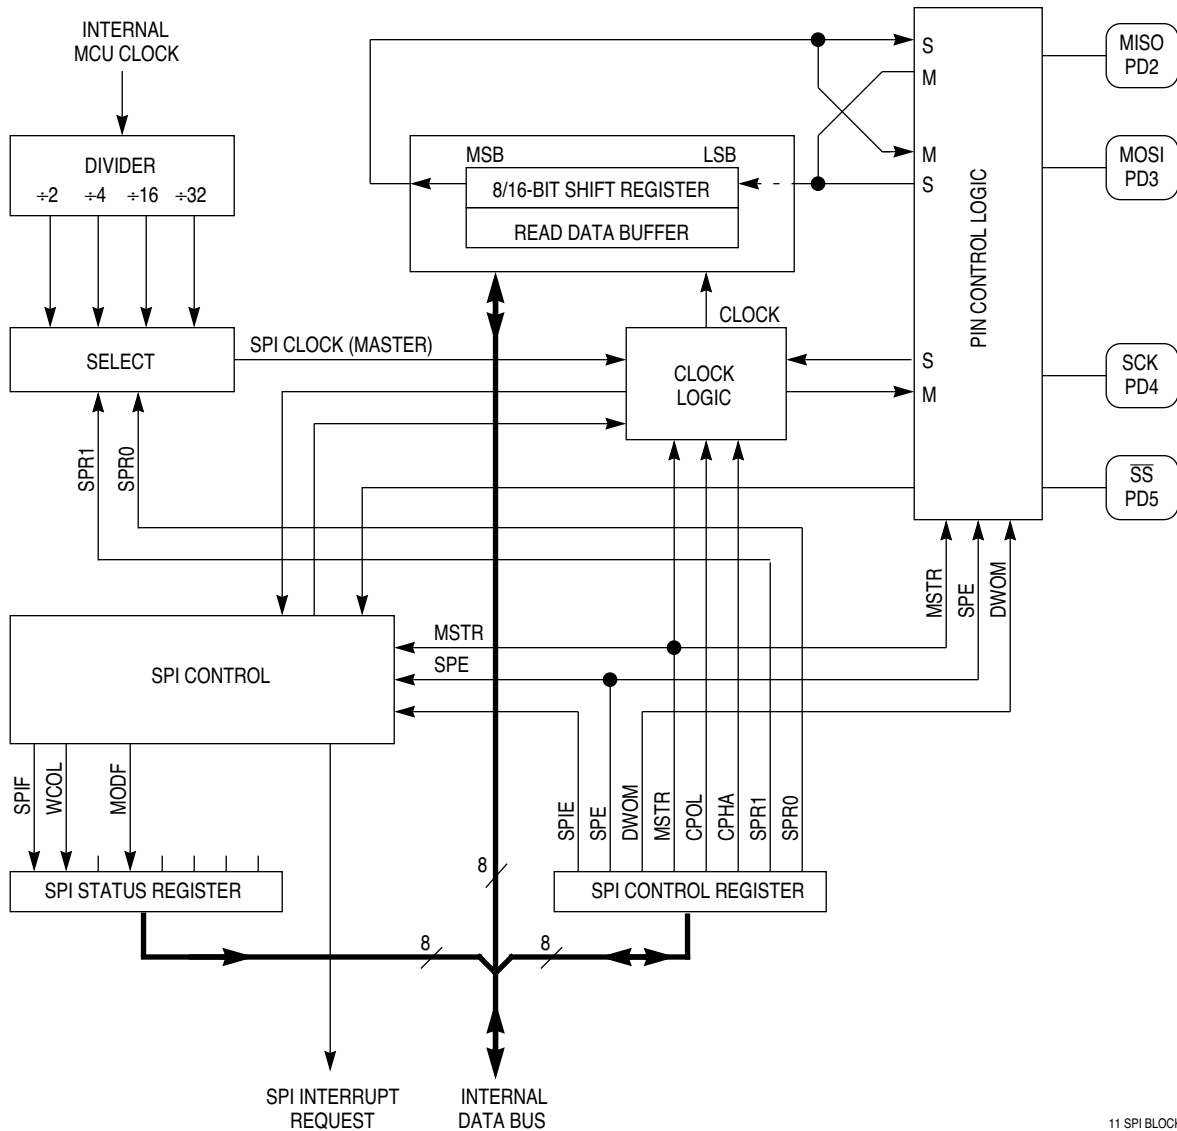 INTERNAL
MCU CLOCK
DIVIDER
÷2 ÷4 ÷16 ÷32
SELECT
SPI CLOCK (MASTER)
SPR1
SPR0
MSB LSB
8/16-BIT SHIFT REGISTER
READ DATA BUFFER
CLOCK
CLOCK
LOGIC
S
M
M
S
S
M
PIN CONTROL LOGIC
MISO
PD2
MOSI
PD3
SCK
PD4
SS
PD5
MSTR
SPE
DWOM
SPI CONTROL
MSTR
SPE
SPIF
WCOL
MODF
SPIE
SPE
DWOM
MSTR
CPOL
CPHA
SPR1
SPR0
SPI STATUS REGISTER
8
SPI CONTROL REGISTER
8
8
SPI INTERRUPT
REQUEST
INTERNAL
DATA BUS
11 SPI BLOCK